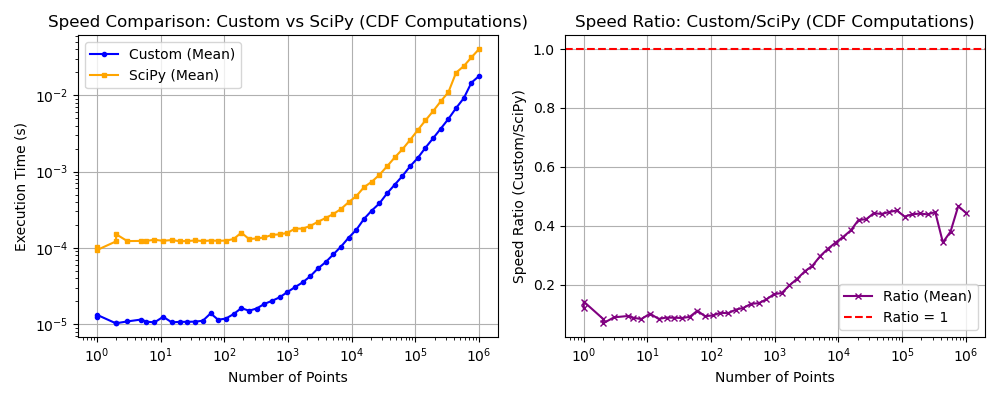 Speed Comparison: Custom vs SciPy (CDF Computations)
Custom (Mean)
SciPy (Mean)
Execution Time (s)
10⁻²
10⁻³
10⁻⁴
10⁻⁵
10⁰ 10¹ 10² 10³ 10⁴ 10⁵ 10⁶
Number of Points
Speed Ratio: Custom/SciPy (CDF Computations)
Speed Ratio (Custom/SciPy)
1.0
0.8
0.6
0.4
0.2
Ratio (Mean)
Ratio = 1
10⁰ 10¹ 10² 10³ 10⁴ 10⁵ 10⁶
Number of Points